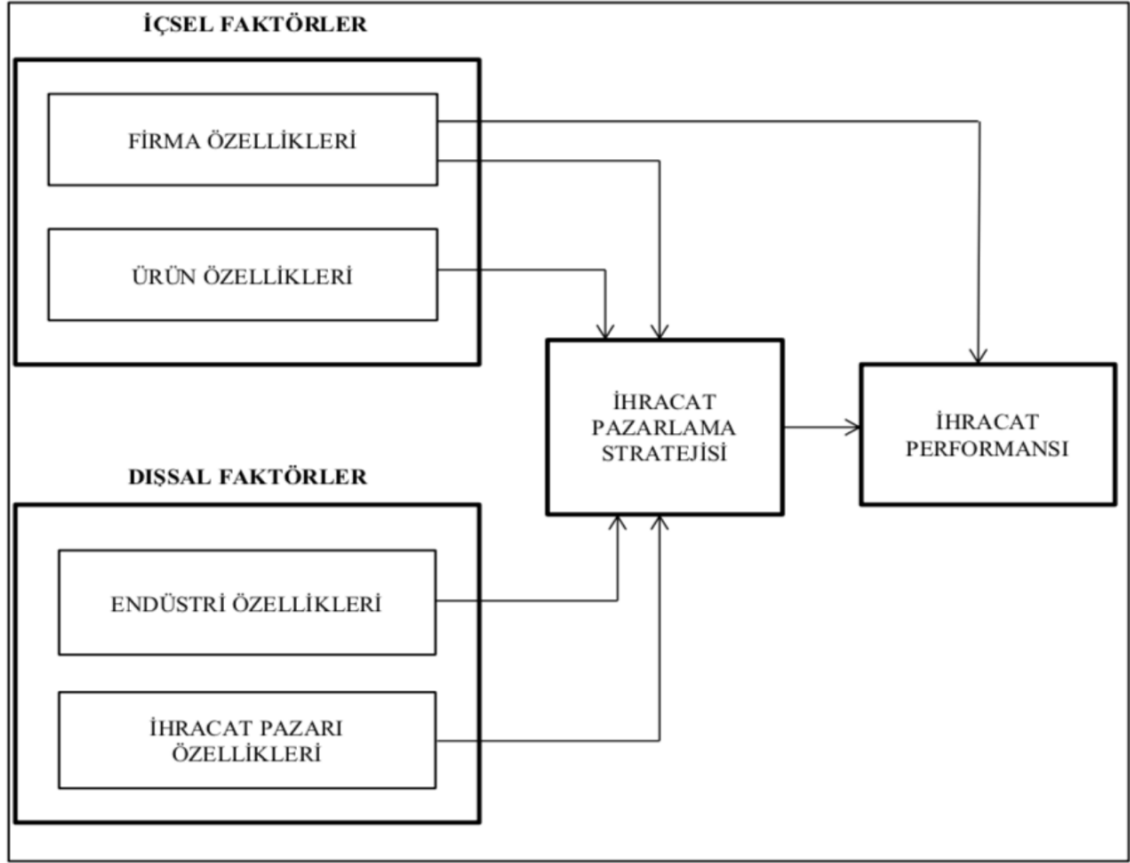 İÇSEL FAKTÖRLER
FİRMA ÖZELLİKLERİ
ÜRÜN ÖZELLİKLERİ
İHRACAT
PAZARLAMA
STRATEJİSİ
İHRACAT
PERFORMANSI
DIŞSAL FAKTÖRLER
ENDÜSTRİ ÖZELLİKLERİ
İHRACAT PAZARI
ÖZELLİKLERİ